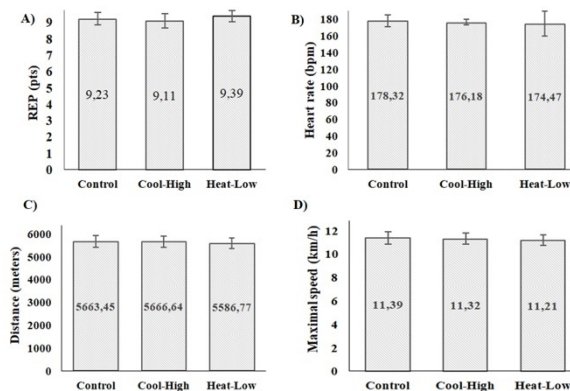 A)
REP (pts)
9
8
7
6
5
4
3
2
1
0
9,23
9,11
9,39
Control
Cool-High
Heat-Low
B)
Heart rate (bpm)
180
160
140
120
100
80
60
40
20
0
178,32
176,18
174,47
Control
Cool-High
Heat-Low
C)
Distance (meters)
6000
5000
4000
3000
2000
1000
0
5663,45
5666,64
5586,77
Control
Cool-High
Heat-Low
D)
Maximal speed (km/h)
12
10
8
6
4
2
0
11,39
11,32
11,21
Control
Cool-High
Heat-Low